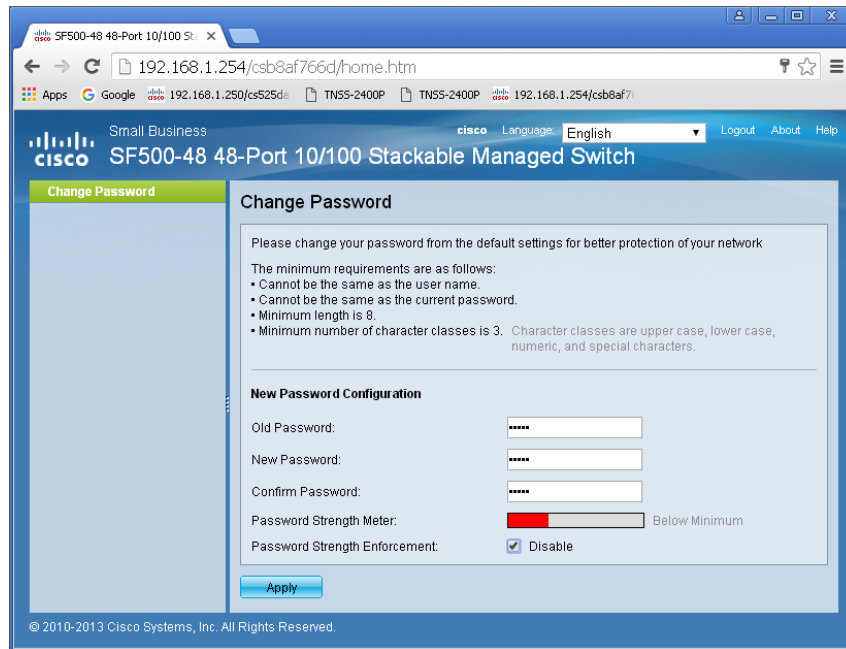 SF500-48 48-Port 10/100 Sta
192.168.1.254/csb8af766d/home.htm
Apps Google 192.168.1.250/cs525da TNSS-2400P TNSS-2400P 192.168.1.254/csb8af7
Small Business
cisco Language: English Logout About Help
cisco SF500-48 48-Port 10/100 Stackable Managed Switch
Change Password
Change Password
Please change your password from the default settings for better protection of your network
The minimum requirements are as follows:
▪ Cannot be the same as the user name.
▪ Cannot be the same as the current password.
▪ Minimum length is 8.
▪ Minimum number of character classes is 3. Character classes are upper case, lower case,
numeric, and special characters.
New Password Configuration
Old Password: •••••
New Password: •••••
Confirm Password: •••••
Password Strength Meter: Below Minimum
Password Strength Enforcement: Disable
Apply
© 2010-2013 Cisco Systems, Inc. All Rights Reserved.